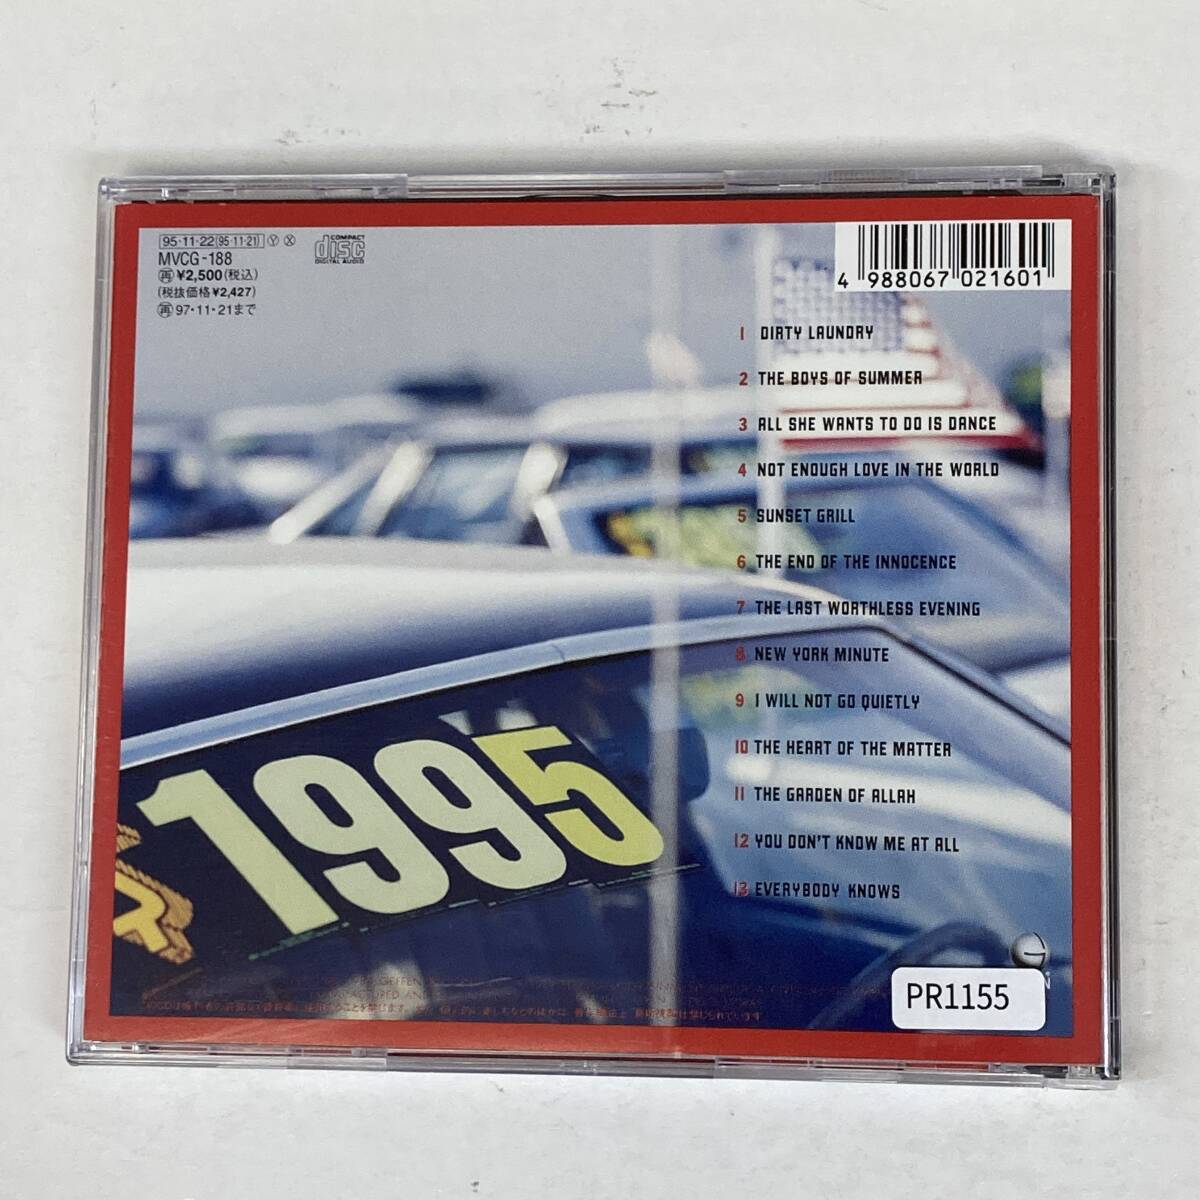 95·11·22(95·11·21) Ⓨ Ⓧ
MVCG-188
㊢¥2,500(税込)
(税抜価格¥2,427)
97·11·21まで
COMPACT
disc
DIGITAL AUDIO
4 988067 021601
1 DIRTY LAUNDRY
2 THE BOYS OF SUMMER
3 ALL SHE WANTS TO DO IS DANCE
4 NOT ENOUGH LOVE IN THE WORLD
5 SUNSET GRILL
6 THE END OF THE INNOCENCE
7 THE LAST WORTHLESS EVENING
8 NEW YORK MINUTE
9 I WILL NOT GO QUIETLY
10 THE HEART OF THE MATTER
11 THE GARDEN OF ALLAH
12 YOU DON'T KNOW ME AT ALL
13 EVERYBODY KNOWS
1995
PR1155